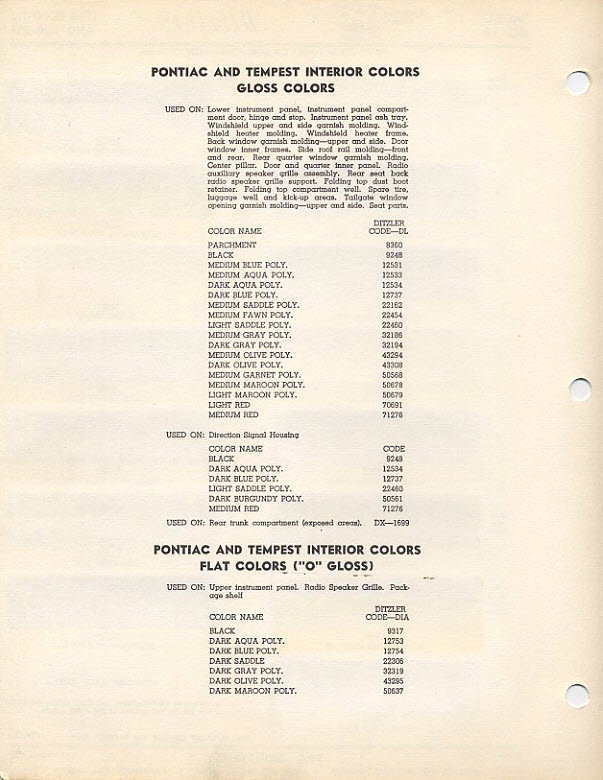 PONTIAC AND TEMPEST INTERIOR COLORS
GLOSS COLORS
USED ON: Lower instrument panel, instrument panel compart-
ment door, hinge and stop. Instrument panel ash tray.
Windshield upper and side garnish molding. Wind-
shield heater molding. Windshield heater frame.
Back window garnish molding—upper and side. Door
window inner frames. Side roof rail molding—front
and rear. Rear quarter window garnish molding.
Center pillar. Door and quarter inner panel. Radio
auxiliary speaker grille assembly. Rear seat back
radio speaker grille support. Folding top dust boot
retainer. Folding top compartment well. Spare tire,
luggage well and kick-up areas. Tailgate window
opening garnish molding—upper and side. Seat parts.
DITZLER
COLOR NAME CODE—DL
PARCHMENT 8360
BLACK 9248
MEDIUM BLUE POLY. 12531
MEDIUM AQUA POLY. 12533
DARK AQUA POLY. 12534
DARK BLUE POLY. 12737
MEDIUM SADDLE POLY. 22162
MEDIUM FAWN POLY. 22454
LIGHT SADDLE POLY. 22460
MEDIUM GRAY POLY. 32186
DARK GRAY POLY. 32194
MEDIUM OLIVE POLY. 43294
DARK OLIVE POLY. 43308
MEDIUM GARNET POLY. 50568
MEDIUM MAROON POLY. 50678
LIGHT MAROON POLY. 50679
LIGHT RED 70691
MEDIUM RED 71276
USED ON: Direction Signal Housing
COLOR NAME CODE
BLACK 9248
DARK AQUA POLY. 12534
DARK BLUE POLY. 12737
LIGHT SADDLE POLY. 22460
DARK BURGUNDY POLY. 50561
MEDIUM RED 71276
USED ON: Rear trunk compartment (exposed areas). DX—1699
PONTIAC AND TEMPEST INTERIOR COLORS
FLAT COLORS ("O" GLOSS)
USED ON: Upper instrument panel. Radio Speaker Grille. Pack-
age shelf
DITZLER
COLOR NAME CODE—DIA
BLACK 9317
DARK AQUA POLY. 12753
DARK BLUE POLY. 12754
DARK SADDLE 22306
DARK GRAY POLY. 32319
DARK OLIVE POLY. 43295
DARK MAROON POLY. 50637